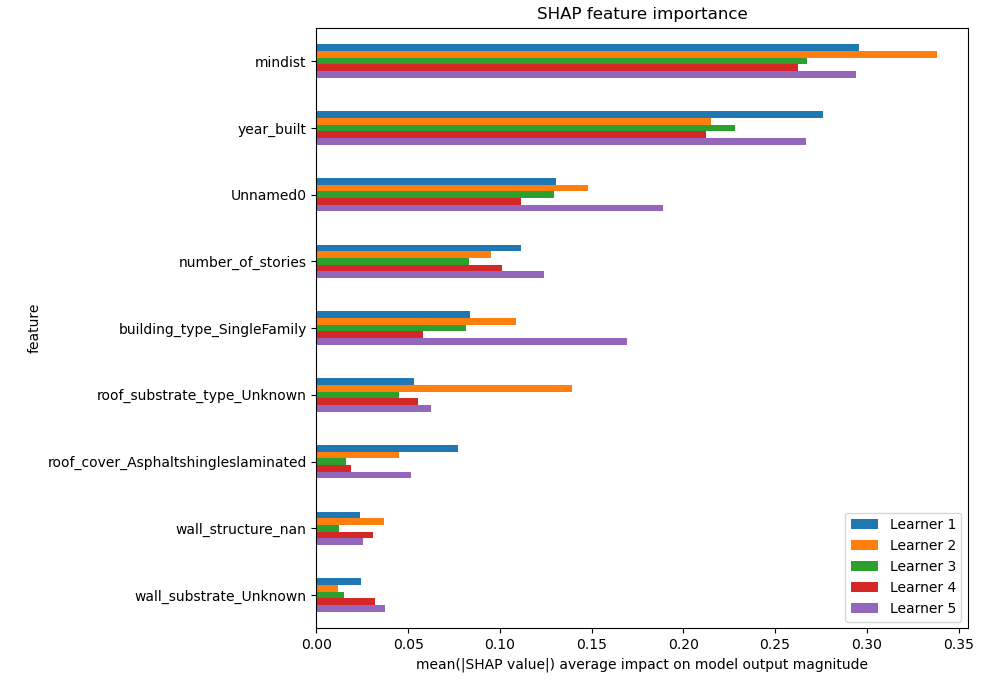 SHAP feature importance
mindist
year_built
Unnamed0
number_of_stories
building_type_SingleFamily
roof_substrate_type_Unknown
roof_cover_Asphaltshingleslaminated
wall_structure_nan
wall_substrate_Unknown
feature
Learner 1
Learner 2
Learner 3
Learner 4
Learner 5
0.00 0.05 0.10 0.15 0.20 0.25 0.30 0.35
mean(|SHAP value|) average impact on model output magnitude